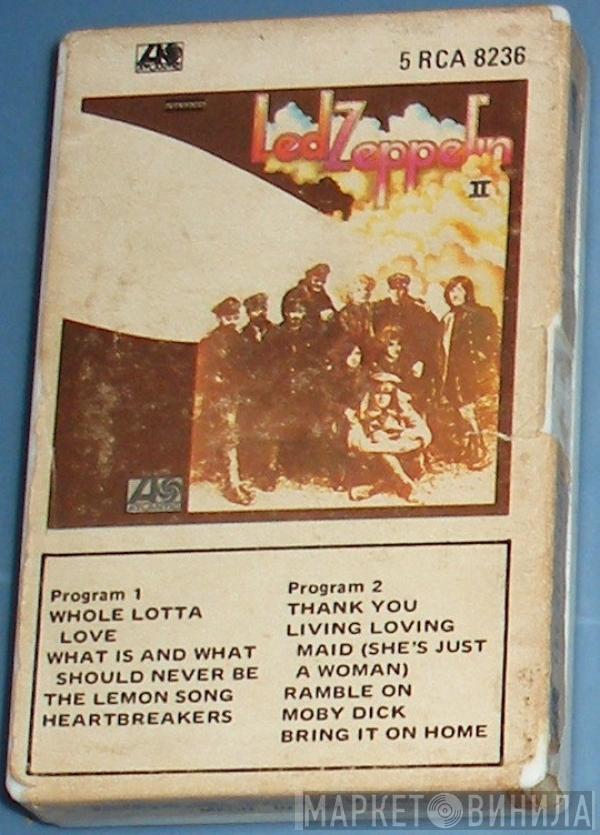 ATLANTIC
5 RCA 8236
Led Zeppelin
II
ATLANTIC
Program 1
WHOLE LOTTA
LOVE
WHAT IS AND WHAT
SHOULD NEVER BE
THE LEMON SONG
HEARTBREAKERS
Program 2
THANK YOU
LIVING LOVING
MAID (SHE'S JUST
A WOMAN)
RAMBLE ON
MOBY DICK
BRING IT ON HOME
МАРКЕТ ВИНИЛА